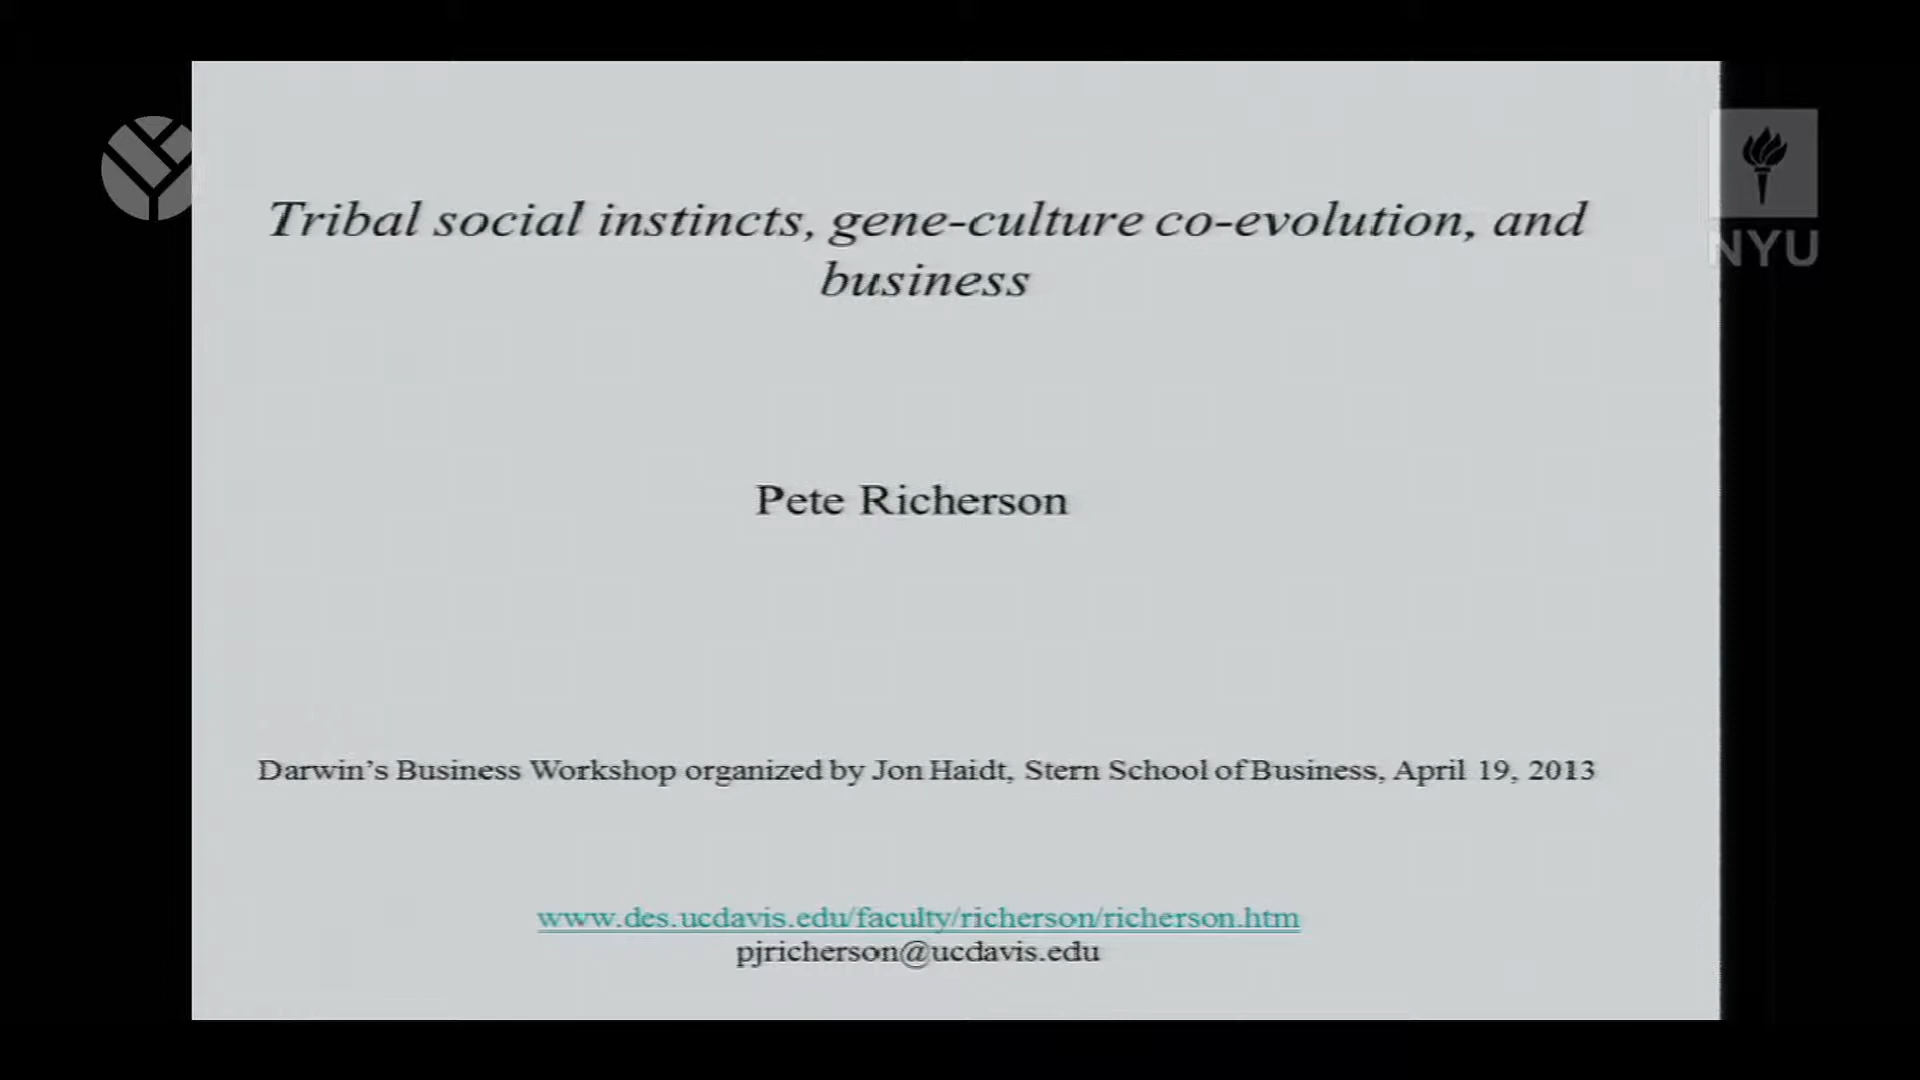 Tribal social instincts, gene-culture co-evolution, and
business
NYU
Pete Richerson
Darwin’s Business Workshop organized by Jon Haidt, Stern School of Business, April 19, 2013
www.des.ucdavis.edu/faculty/richerson/richerson.htm
pjricherson@ucdavis.edu